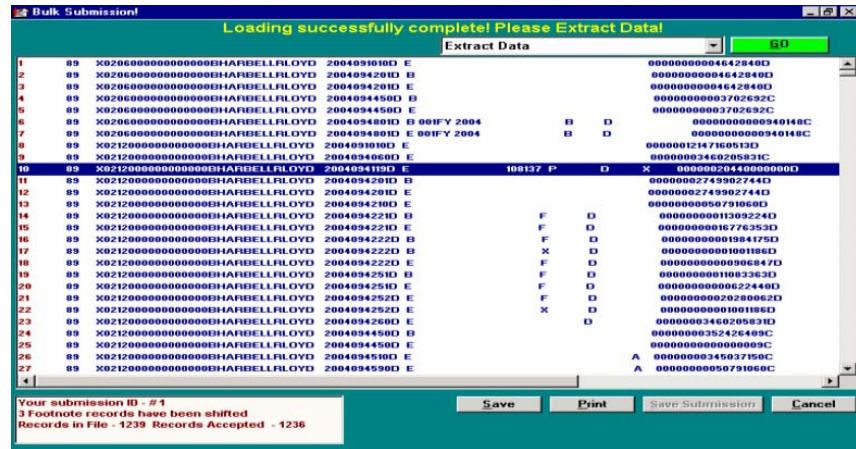 Bulk Submission!
Loading successfully complete! Please Extract Data!
Extract Data GO
1 89 X0206000000000000BHARBELLRLOYD 2004091010D E 00000000004642840D
2 89 X0206000000000000BHARBELLRLOYD 2004094201D B 00000000004642840D
3 89 X0206000000000000BHARBELLRLOYD 2004094201D E 00000000004642840D
4 89 X0206000000000000BHARBELLRLOYD 2004094450D B 00000000003702692C
5 89 X0206000000000000BHARBELLRLOYD 2004094450D E 00000000003702692C
6 89 X0206000000000000BHARBELLRLOYD 2004094801D B 001FY 2004 B D 00000000000940148C
7 89 X0206000000000000BHARBELLRLOYD 2004094801D E 001FY 2004 B D 00000000000940148C
8 89 X0212000000000000BHARBELLRLOYD 2004091010D E 00000012147160513D
9 89 X0212000000000000BHARBELLRLOYD 2004094060D E 00000003460205831C
10 89 X0212000000000000BHARBELLRLOYD 2004094119D E 108137 P D X 00000020440000000D
11 89 X0212000000000000BHARBELLRLOYD 2004094201D B 00000002749902744D
12 89 X0212000000000000BHARBELLRLOYD 2004094201D E 00000002749902744D
13 89 X0212000000000000BHARBELLRLOYD 2004094210D E 00000000050791060D
14 89 X0212000000000000BHARBELLRLOYD 2004094221D B F D 00000000011309224D
15 89 X0212000000000000BHARBELLRLOYD 2004094221D E F D 00000000016776353D
16 89 X0212000000000000BHARBELLRLOYD 2004094222D B F D 00000000001984175D
17 89 X0212000000000000BHARBELLRLOYD 2004094222D B X D 00000000001001186D
18 89 X0212000000000000BHARBELLRLOYD 2004094222D E F D 00000000000906847D
19 89 X0212000000000000BHARBELLRLOYD 2004094251D B F D 00000000011083363D
20 89 X0212000000000000BHARBELLRLOYD 2004094251D E F D 00000000000622440D
21 89 X0212000000000000BHARBELLRLOYD 2004094252D E F D 00000000020280062D
22 89 X0212000000000000BHARBELLRLOYD 2004094252D E X D 00000000001001186D
23 89 X0212000000000000BHARBELLRLOYD 2004094260D E D 00000003460205831D
24 89 X0212000000000000BHARBELLRLOYD 2004094450D B 00000000352426409C
25 89 X0212000000000000BHARBELLRLOYD 2004094450D E 00000000000000009C
26 89 X0212000000000000BHARBELLRLOYD 2004094510D E A 00000000345037150C
27 89 X0212000000000000BHARBELLRLOYD 2004094590D E A 00000000050791060C
Your submission ID - # 1
3 Footnote records have been shifted
Records in File - 1239 Records Accepted - 1236
Save Print Save Submission Cancel